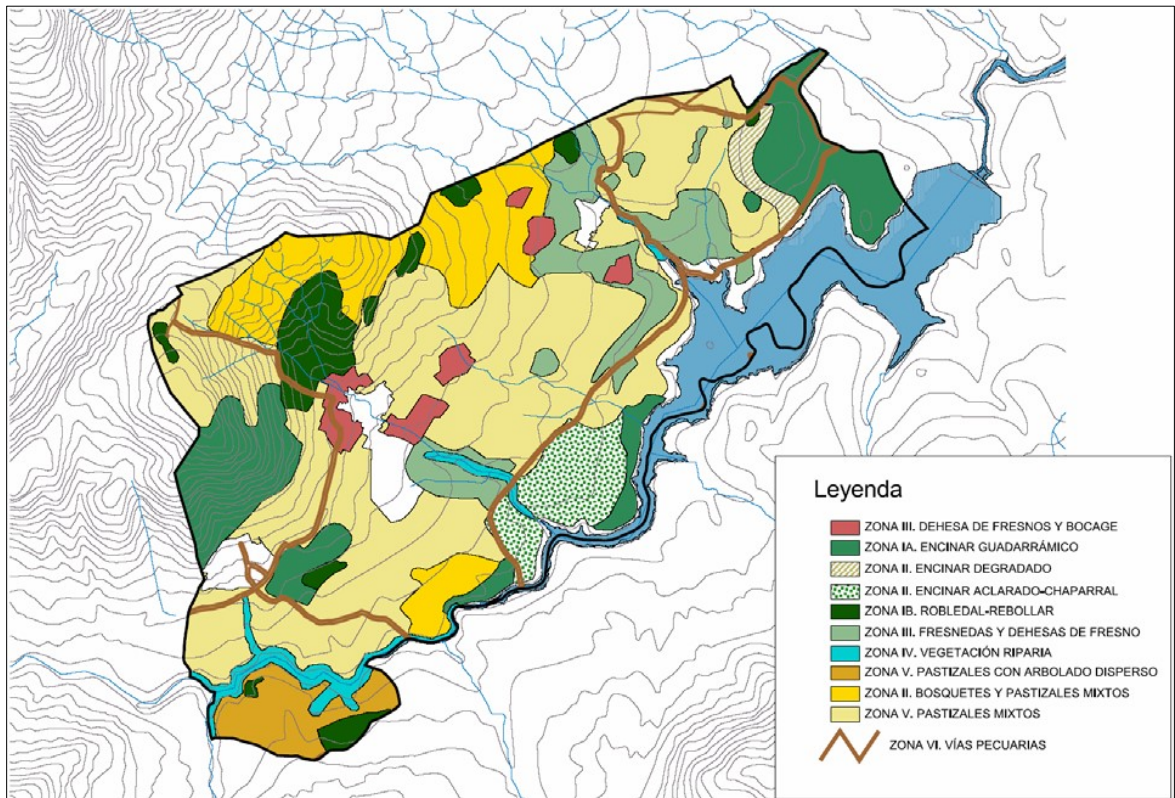 Leyenda
ZONA III. DEHESA DE FRESNOS Y BOCAGE
ZONA IA. ENCINAR GUADARRÁMICO
ZONA II. ENCINAR DEGRADADO
ZONA II. ENCINAR ACLARADO-CHAPARRAL
ZONA IB. ROBLEDAL-REBOLLAR
ZONA III. FRESNEDAS Y DEHESAS DE FRESNO
ZONA IV. VEGETACIÓN RIPARIA
ZONA V. PASTIZALES CON ARBOLADO DISPERSO
ZONA II. BOSQUETES Y PASTIZALES MIXTOS
ZONA V. PASTIZALES MIXTOS
ZONA VI. VÍAS PECUARIAS